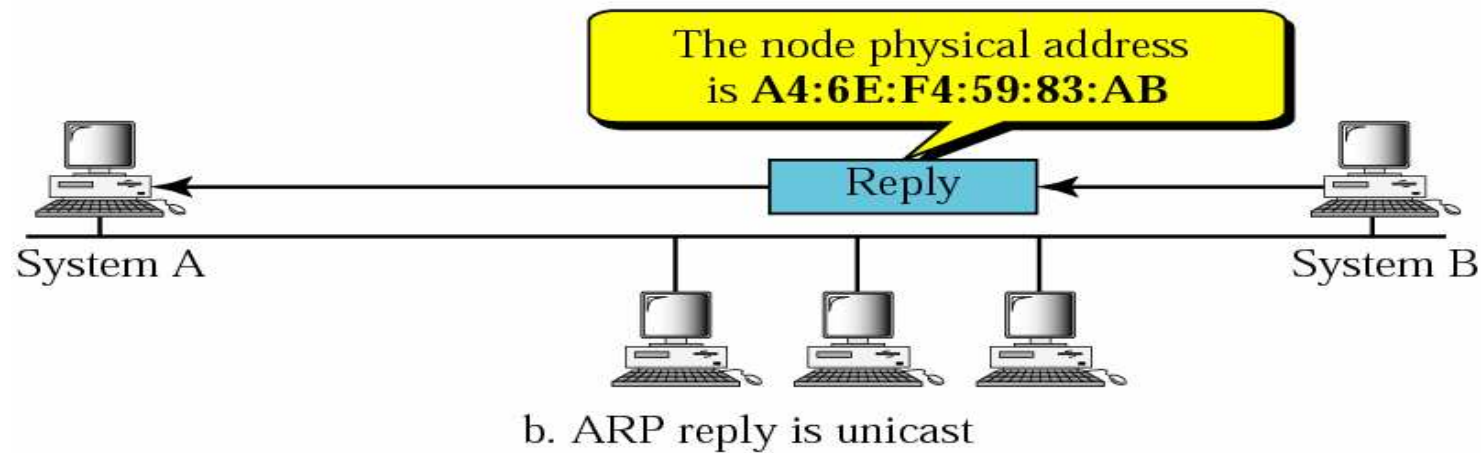 The node physical address
is A4:6E:F4:59:83:AB
Reply
System A
System B
b. ARP reply is unicast